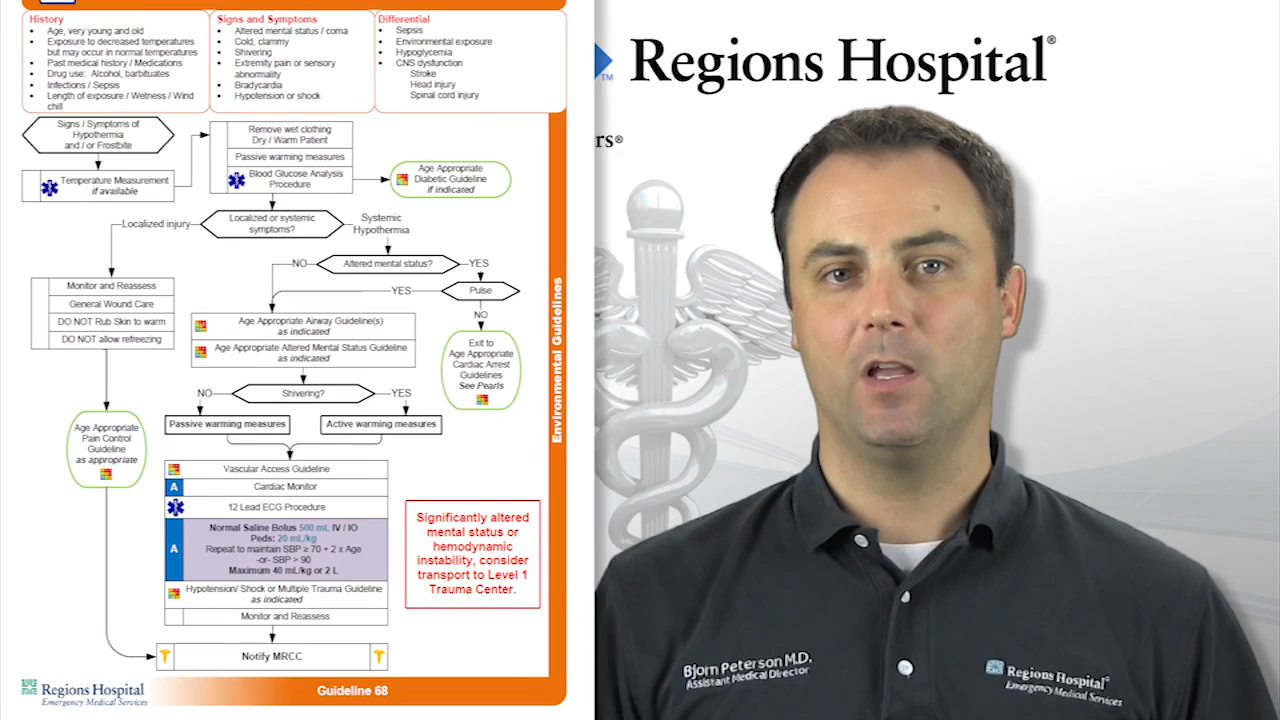 History
Age, very young and old
Exposure to decreased temperatures
but may occur in normal temperatures
Past medical history / Medications
Drug use: Alcohol, barbituates
Infections / Sepsis
Length of exposure / Wetness / Wind
chill
Signs and Symptoms
Altered mental status / coma
Cold, clammy
Shivering
Extremity pain or sensory
abnormality
Bradycardia
Hypotension or shock
Differential
Sepsis
Environmental exposure
Hypoglycemia
CNS dysfunction
Stroke
Head injury
Spinal cord injury
Signs / Symptoms of
Hypothermia
and / or Frostbite
Temperature Measurement
if available
Remove wet clothing
Dry / Warm Patient
Passive warming measures
Blood Glucose Analysis
Procedure
Age Appropriate
Diabetic Guideline
if indicated
Localized injury
Localized or systemic
symptoms?
Systemic
Hypothermia
NO
Altered mental status?
YES
YES
Pulse
NO
Monitor and Reassess
General Wound Care
DO NOT Rub Skin to warm
DO NOT allow refreezing
Age Appropriate Airway Guideline(s)
as indicated
Age Appropriate Altered Mental Status Guideline
as indicated
Exit to
Age Appropriate
Cardiac Arrest
Guidelines
See Pearls
NO
Shivering?
YES
Passive warming measures
Active warming measures
Age Appropriate
Pain Control
Guideline
as appropriate
Vascular Access Guideline
A
Cardiac Monitor
12 Lead ECG Procedure
A
Normal Saline Bolus 500 mL IV / IO
Peds: 20 mL/kg
Repeat to maintain SBP ≥ 70 + 2 x Age
-or- SBP > 90
Maximum 40 mL/kg or 2 L
Hypotension/ Shock or Multiple Trauma Guideline
as indicated
Monitor and Reassess
Notify MRCC
Significantly altered
mental status or
hemodynamic
instability, consider
transport to Level 1
Trauma Center.
Environmental Guidelines
Regions Hospital
Emergency Medical Services
Guideline 68
TM
Regions Hospital®
rs®
Bjorn Peterson M.D.
Assistant Medical Director
Regions Hospital®
Emergency Medical Services